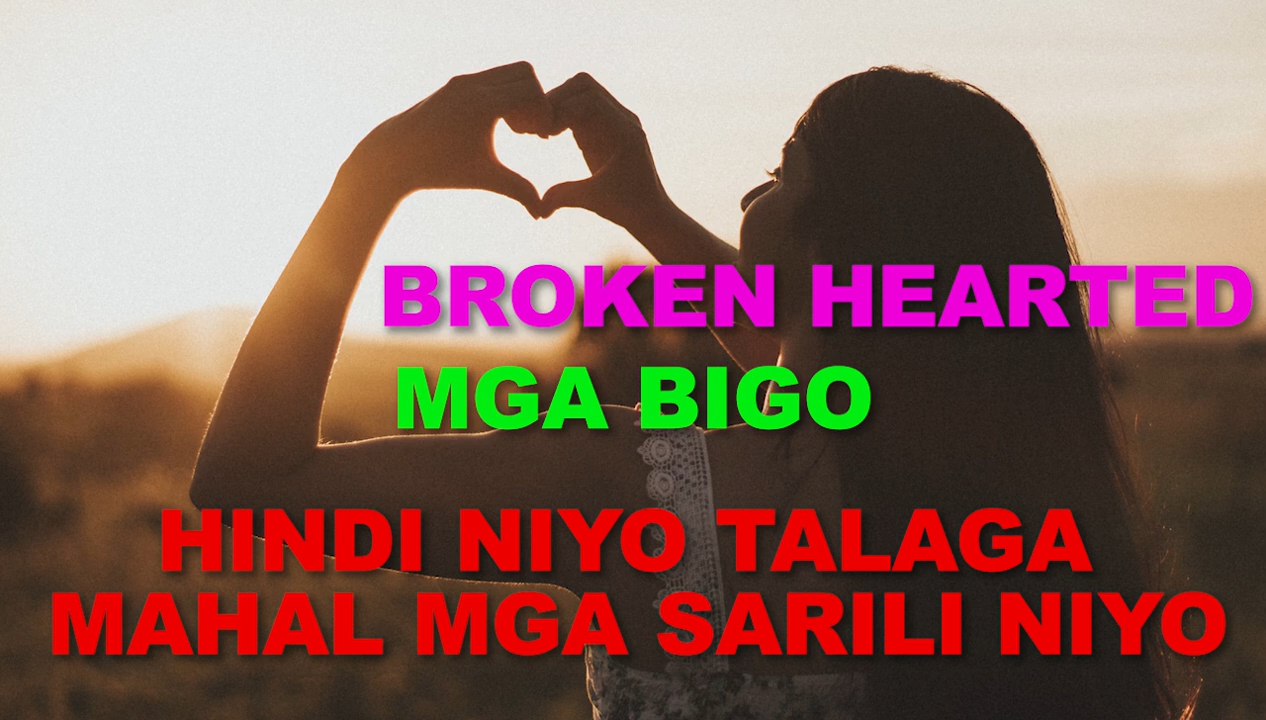 BROKEN HEARTED
MGA BIGO
HINDI NIYO TALAGA
MAHAL MGA SARILI NIYO